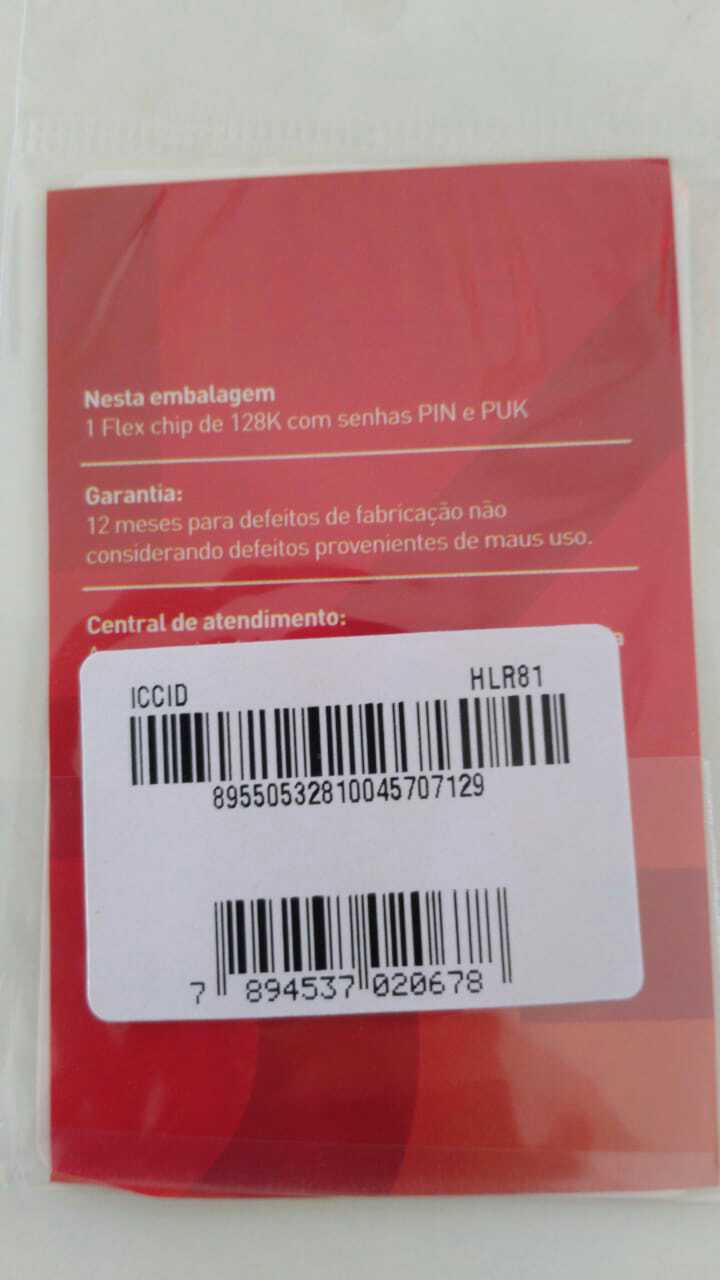 Nesta embalagem
1 Flex chip de 128K com senhas PIN e PUK
Garantia:
12 meses para defeitos de fabricação não
considerando defeitos provenientes de maus uso.
Central de atendimento:
ICCID HLR81
89550532810045707129
7 894537 020678